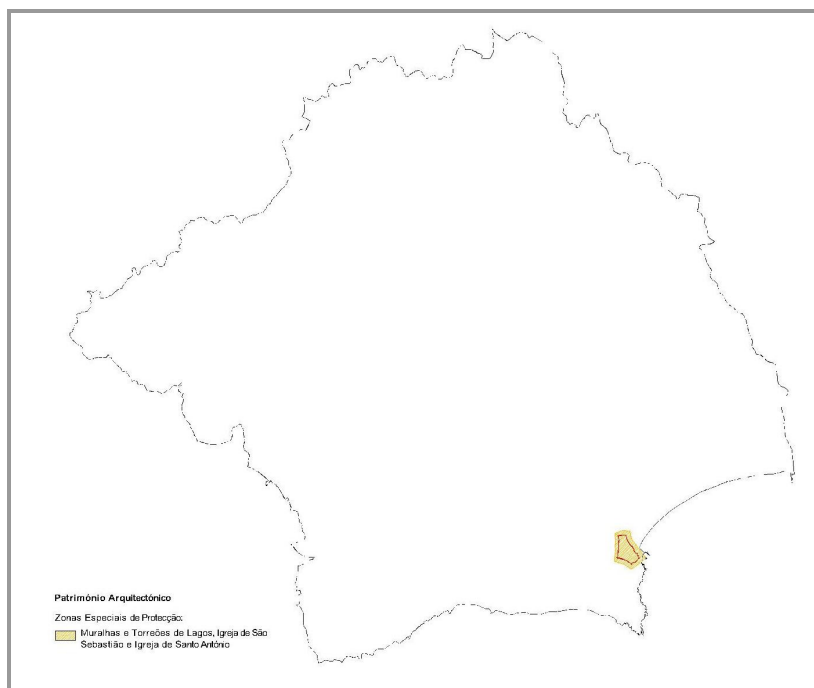 Património Arquitectónico
Zonas Especiais de Protecção:
Muralhas e Torreões de Lagos, Igreja de São
Sebastião e Igreja de Santo António